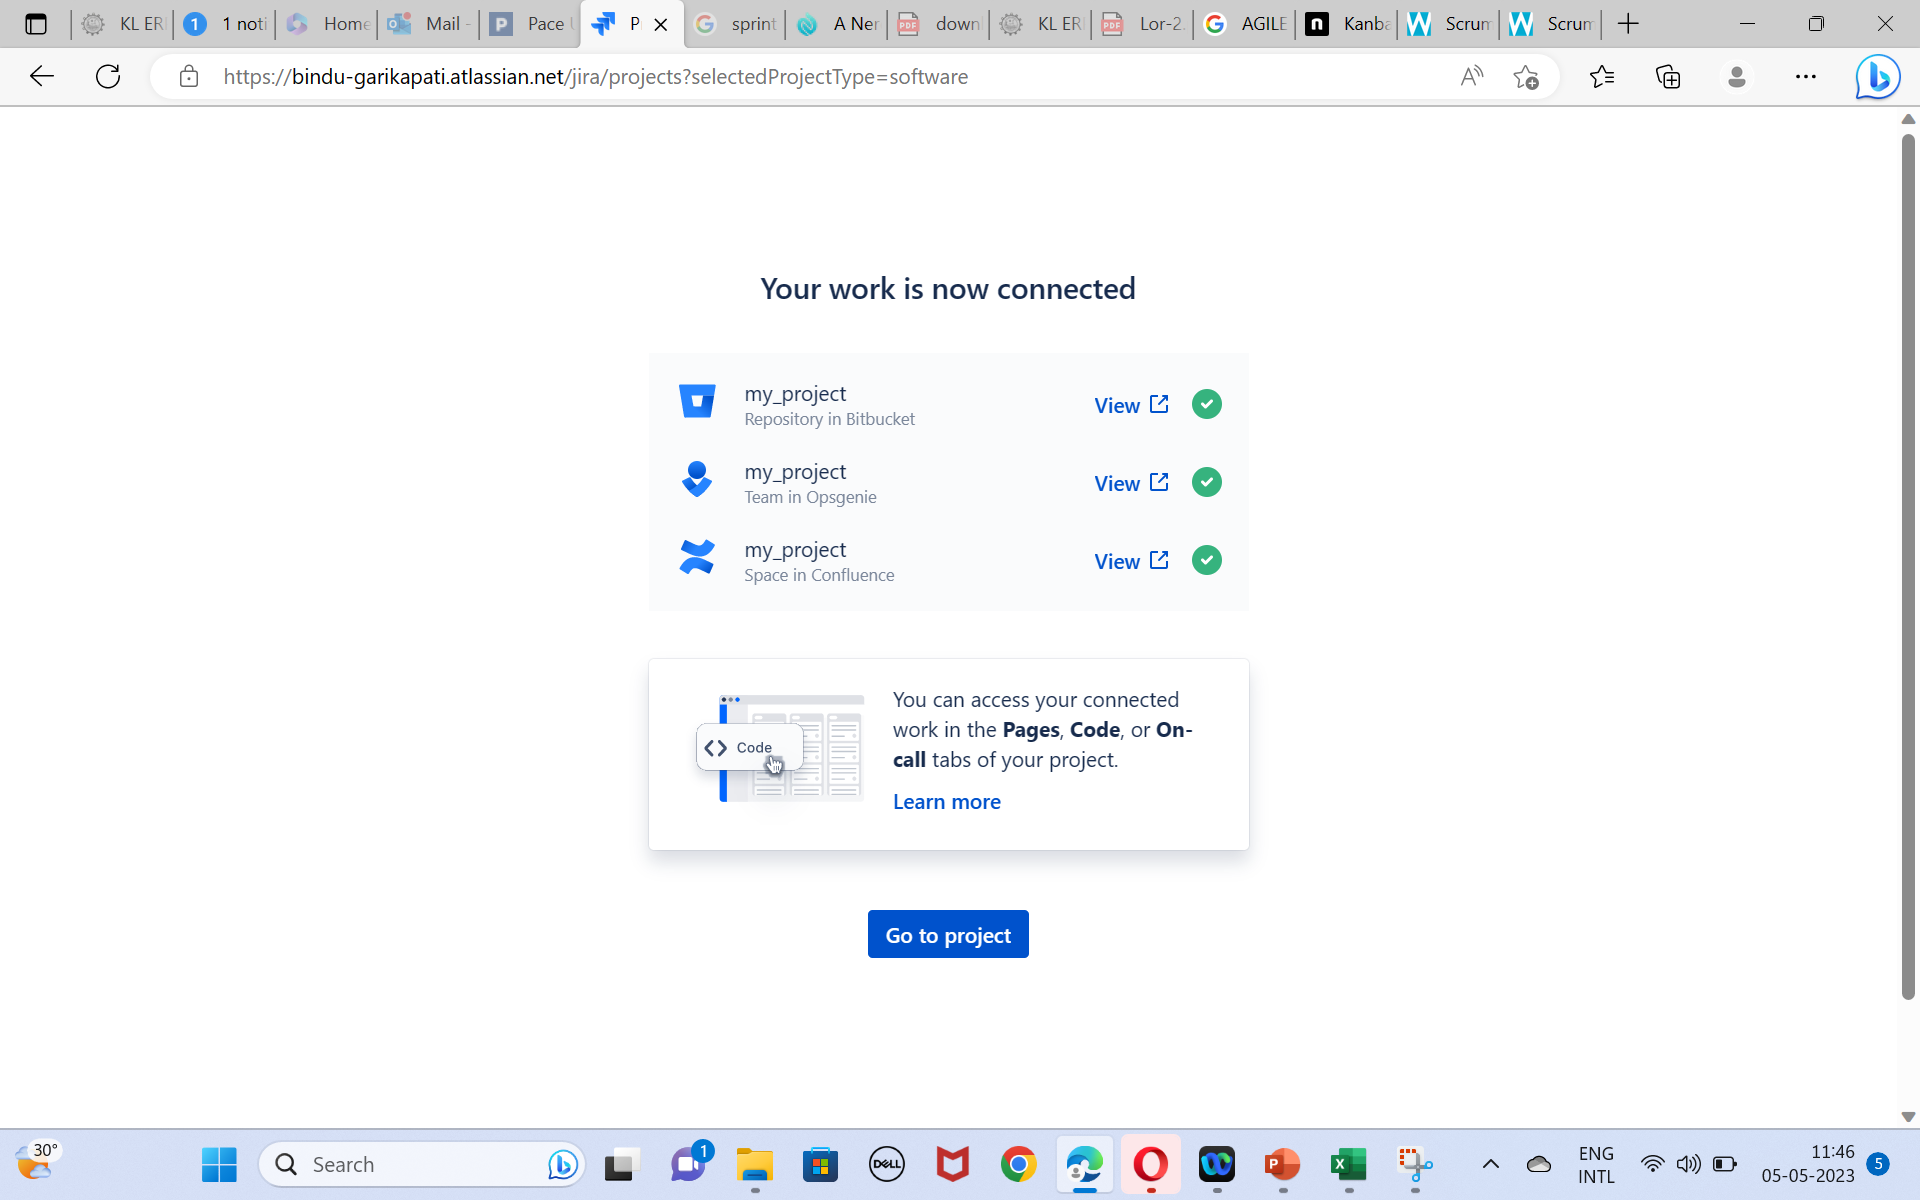 KL ER
1 noti
Home
Mail -
Pace U
P
sprint
A Ner
down
KL ER
Lor-2.
AGILE
Kanba
Scrum
Scrum
https://bindu-garikapati.atlassian.net/jira/projects?selectedProjectType=software
Your work is now connected
my_project
Repository in Bitbucket
View
my_project
Team in Opsgenie
View
my_project
Space in Confluence
View
Code
You can access your connected
work in the Pages, Code, or On-
call tabs of your project.
Learn more
Go to project
30°
Search
1
DELL
ENG
INTL
11:46
05-05-2023
5